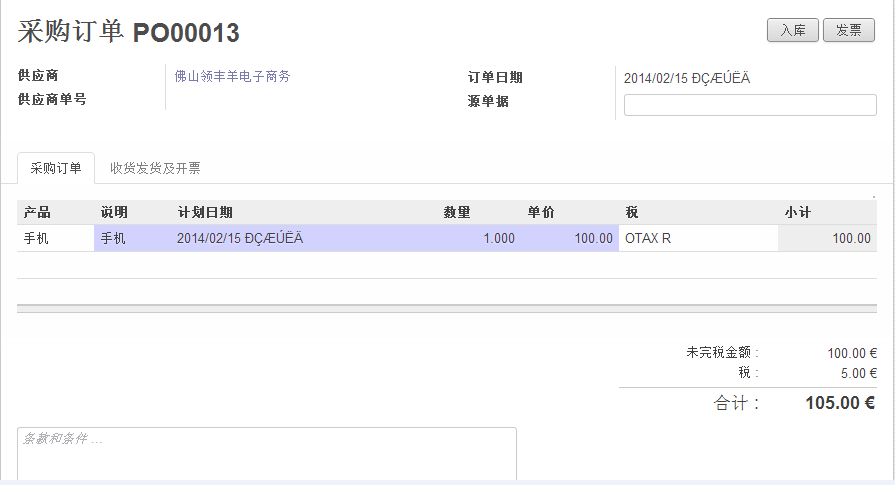 采购订单 PO00013
入库 发票
供应商 佛山领丰羊电子商务
供应商单号
订单日期 2014/02/15 ÐÇÆÚËÄ
源单据
采购订单 收货发货及开票
产品 说明 计划日期 数量 单价 税 小计
手机 手机 2014/02/15 ÐÇÆÚËÄ 1.000 100.00 OTAX R 100.00
未完税金额 : 100.00 €
税 : 5.00 €
合计 : 105.00 €
条款和条件 ...